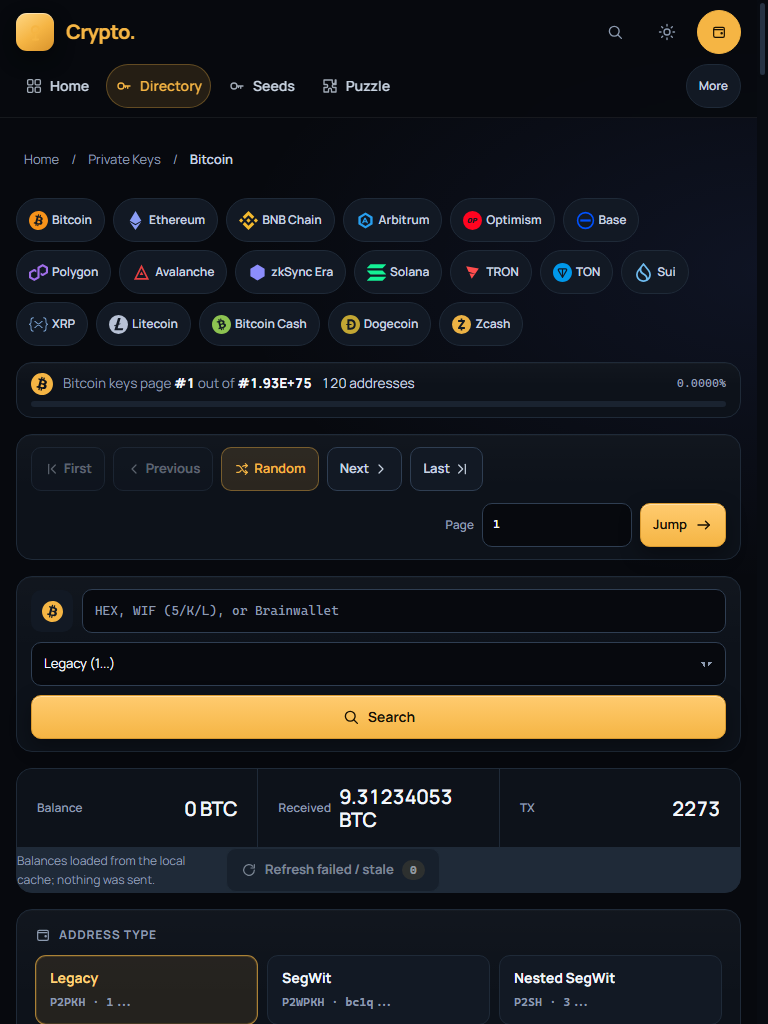 Crypto.
Home Directory Seeds Puzzle More
Home / Private Keys / Bitcoin
Bitcoin Ethereum BNB Chain Arbitrum Optimism Base
Polygon Avalanche zkSync Era Solana TRON TON Sui
XRP Litecoin Bitcoin Cash Dogecoin Zcash
Bitcoin keys page #1 out of #1.93E+75 120 addresses 0.0000%
First Previous Random Next Last
Page 1 Jump
HEX, WIF (5/K/L), or Brainwallet
Legacy (1...)
Search
Balance 0 BTC Received 9.31234053 BTC TX 2273
Balances loaded from the local
cache; nothing was sent.
Refresh failed / stale 0
ADDRESS TYPE
Legacy SegWit Nested SegWit
P2PKH · 1... P2WPKH · bc1q... P2SH · 3...